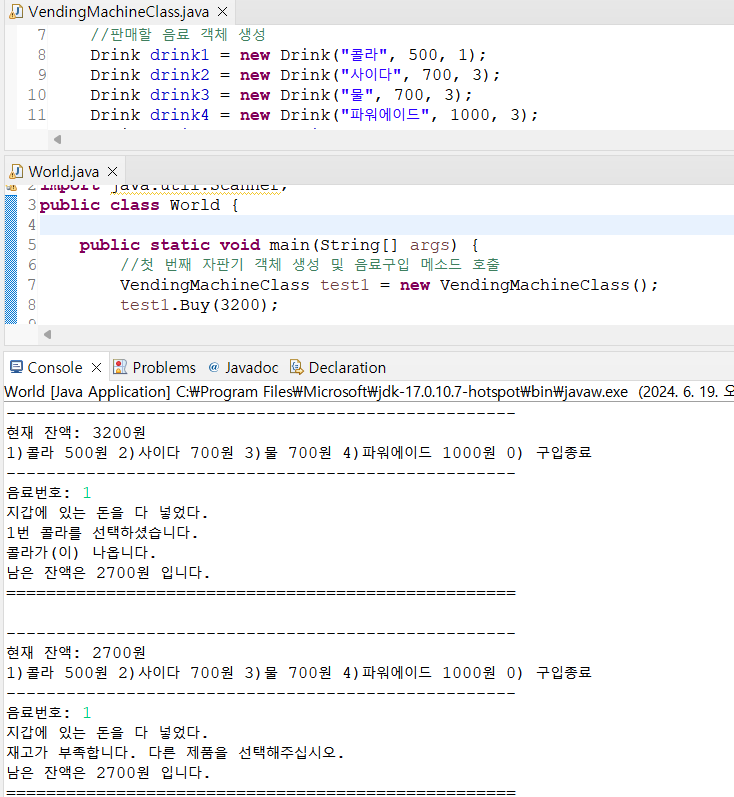 VendingMachineClass.java
7 //판매할 음료 객체 생성
8 Drink drink1 = new Drink("콜라", 500, 1);
9 Drink drink2 = new Drink("사이다", 700, 3);
10 Drink drink3 = new Drink("물", 700, 3);
11 Drink drink4 = new Drink("파워에이드", 1000, 3);
World.java
2 import java.util.Scanner;
3 public class World {
4
5 public static void main(String[] args) {
6 //첫 번째 자판기 객체 생성 및 음료구입 메소드 호출
7 VendingMachineClass test1 = new VendingMachineClass();
8 test1.Buy(3200);
9
Console Problems @ Javadoc Declaration
World [Java Application] C:₩Program Files₩Microsoft₩jdk-17.0.10.7-hotspot₩bin₩javaw.exe (2024. 6. 19. 오
---------------------------------------------------
현재 잔액: 3200원
1)콜라 500원 2)사이다 700원 3)물 700원 4)파워에이드 1000원 0) 구입종료
---------------------------------------------------
음료번호: 1
지갑에 있는 돈을 다 넣었다.
1번 콜라를 선택하셨습니다.
콜라가(이) 나옵니다.
남은 잔액은 2700원 입니다.
===================================================
---------------------------------------------------
현재 잔액: 2700원
1)콜라 500원 2)사이다 700원 3)물 700원 4)파워에이드 1000원 0) 구입종료
---------------------------------------------------
음료번호: 1
지갑에 있는 돈을 다 넣었다.
재고가 부족합니다. 다른 제품을 선택해주십시오.
남은 잔액은 2700원 입니다.
===================================================